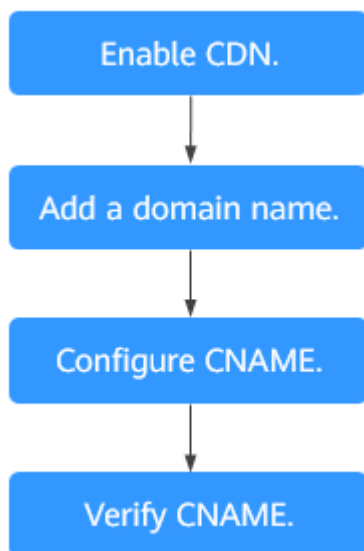 Enable CDN.
Add a domain name.
Configure CNAME.
Verify CNAME.